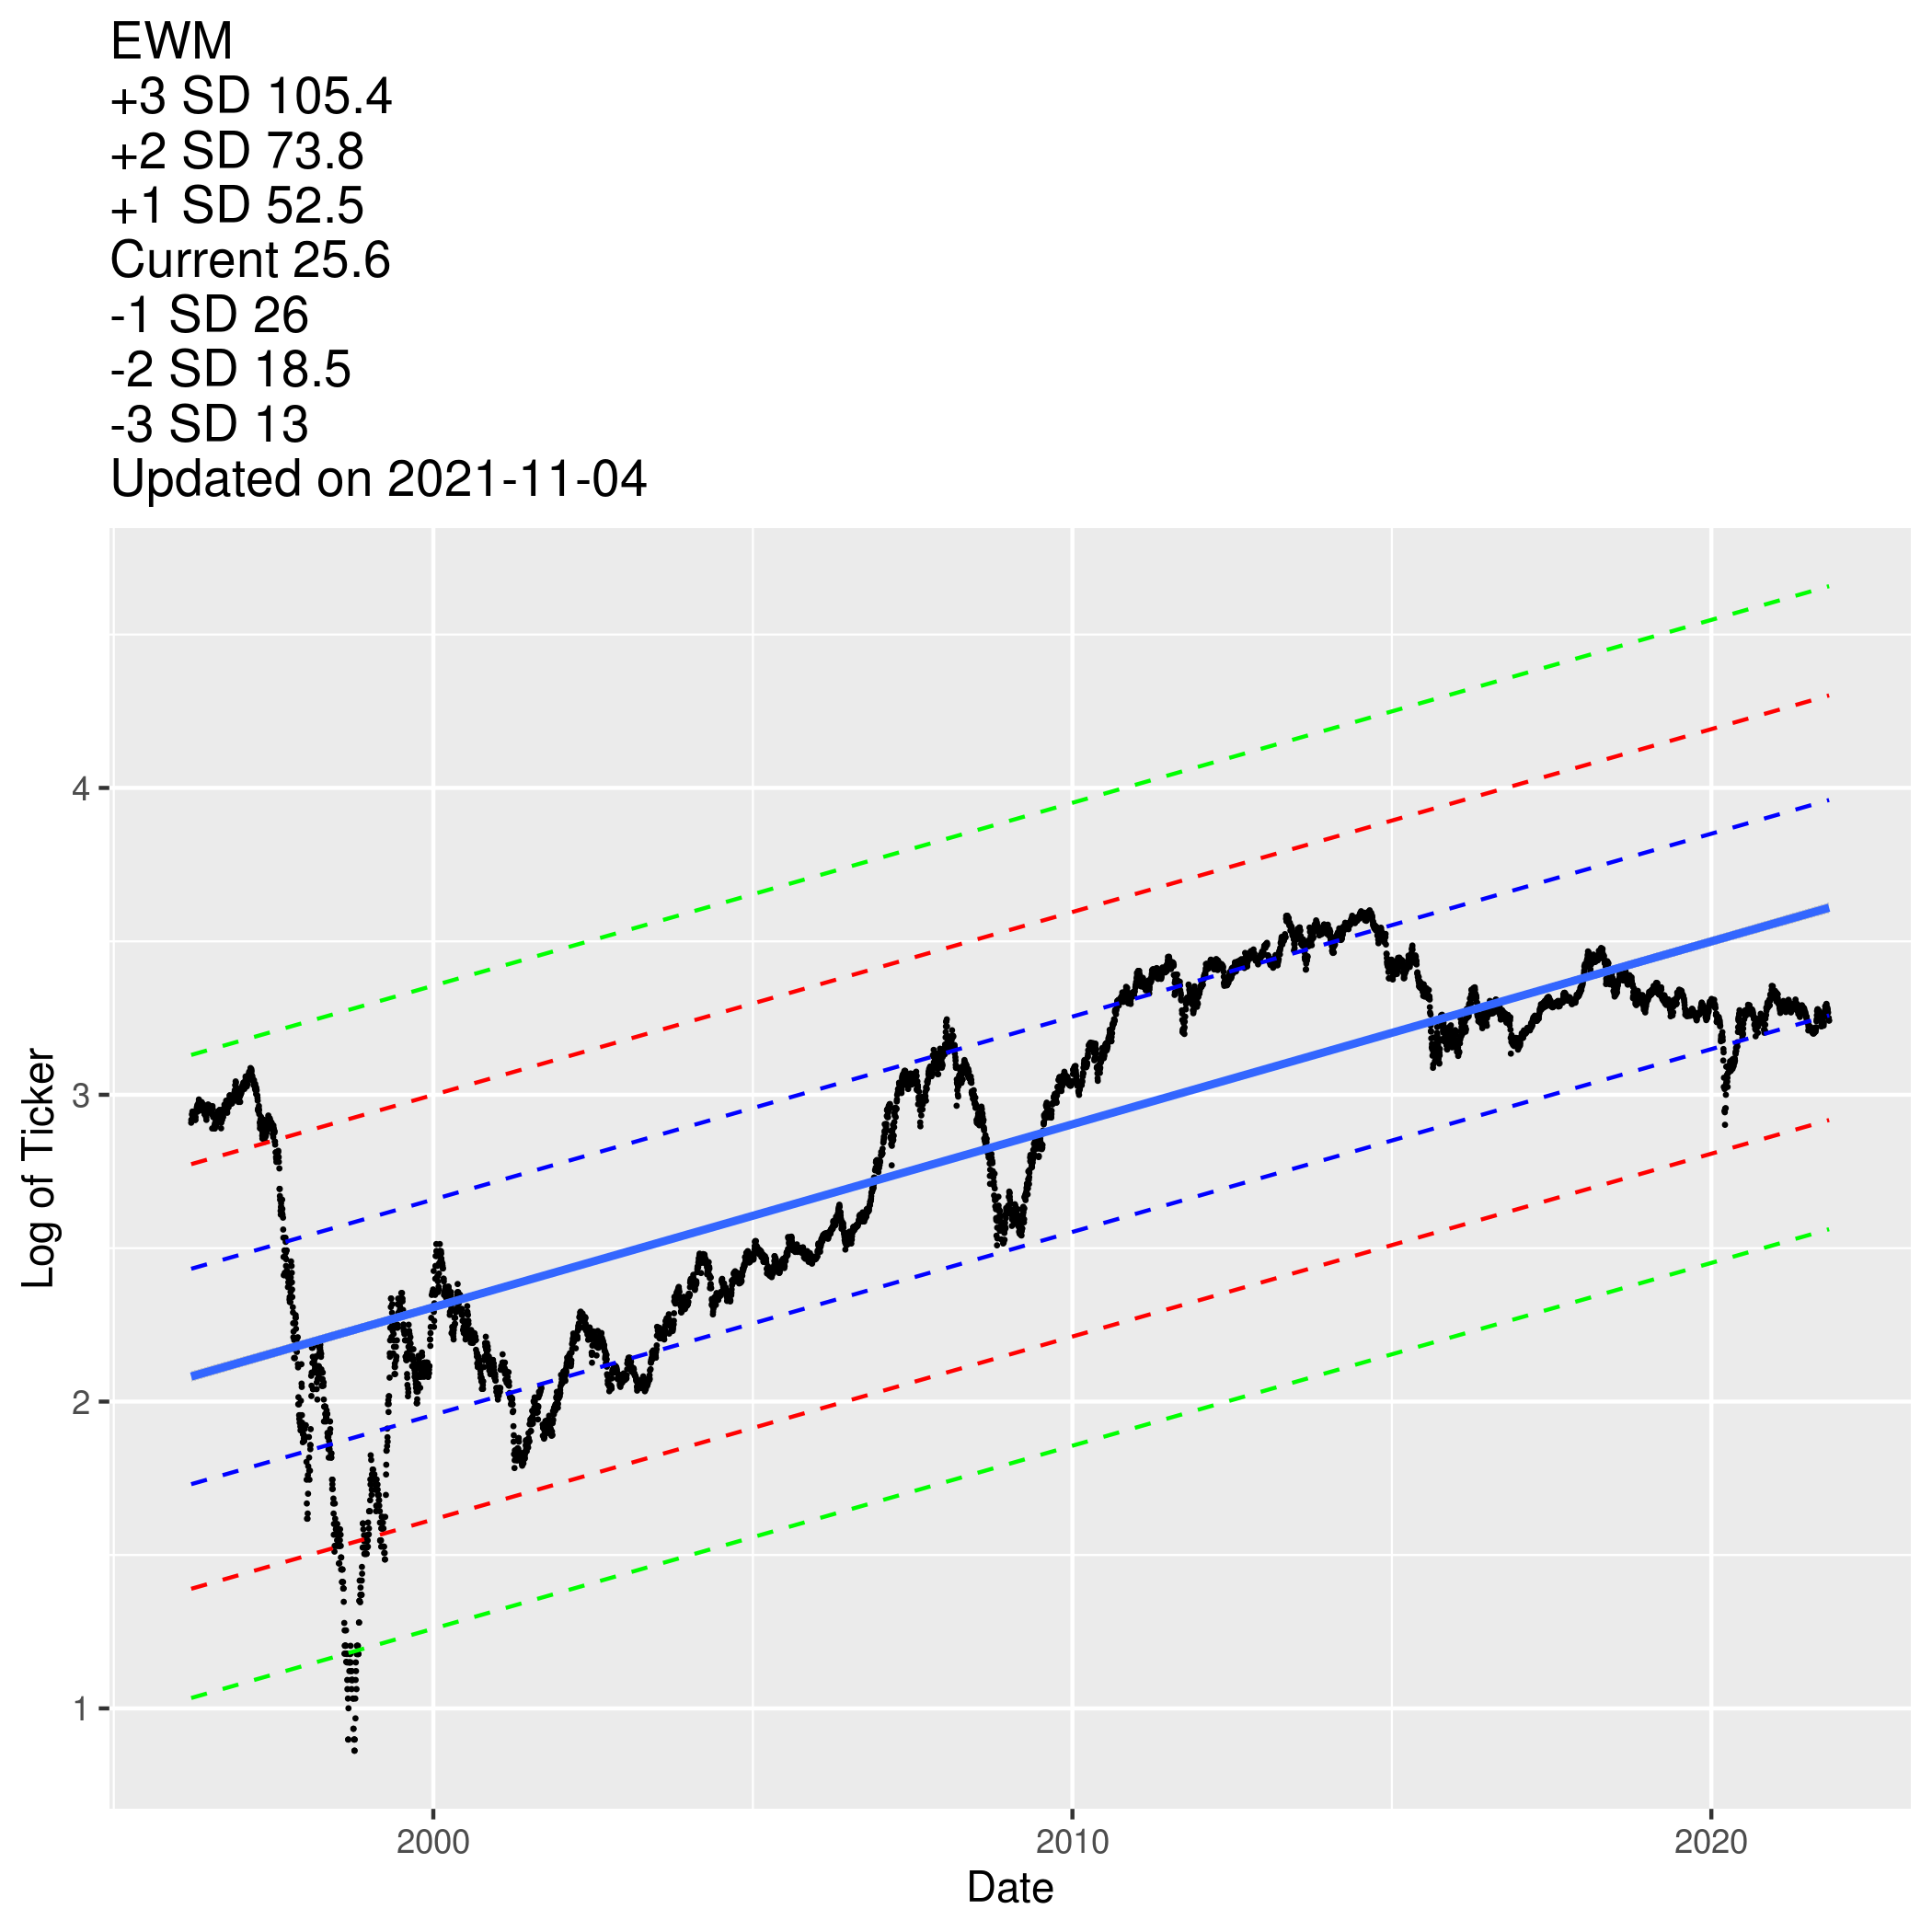 EWM
+3 SD 105.4
+2 SD 73.8
+1 SD 52.5
Current 25.6
-1 SD 26
-2 SD 18.5
-3 SD 13
Updated on 2021-11-04
4
3
2
1
Log of Ticker
2000
2010
2020
Date